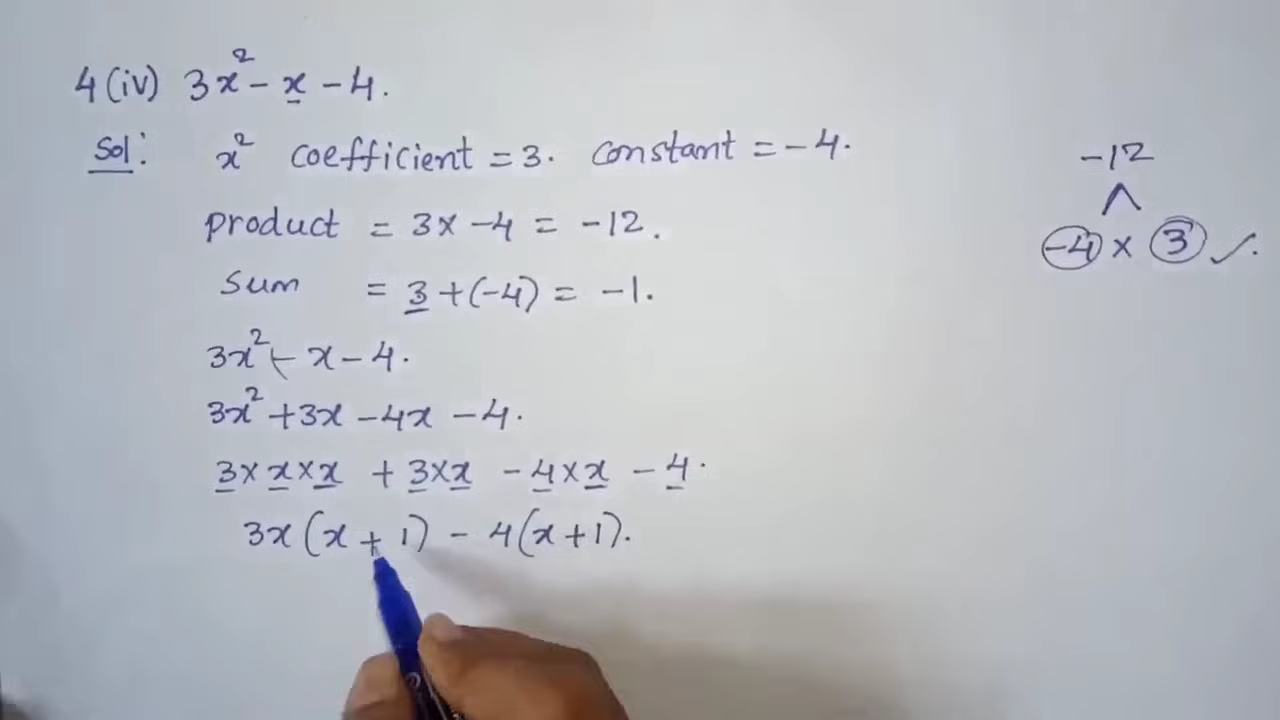 4(iv) 3x² - x - 4.
Sol: x² coefficient = 3. constant = -4.
product = 3x -4 = -12.
Sum = 3 + (-4) = -1.
3x² - x - 4.
3x² + 3x - 4x - 4.
3 × x × x + 3 × x - 4 × x - 4.
3x (x + 1) - 4 (x + 1).
-12
^
-4 × 3 ✓.